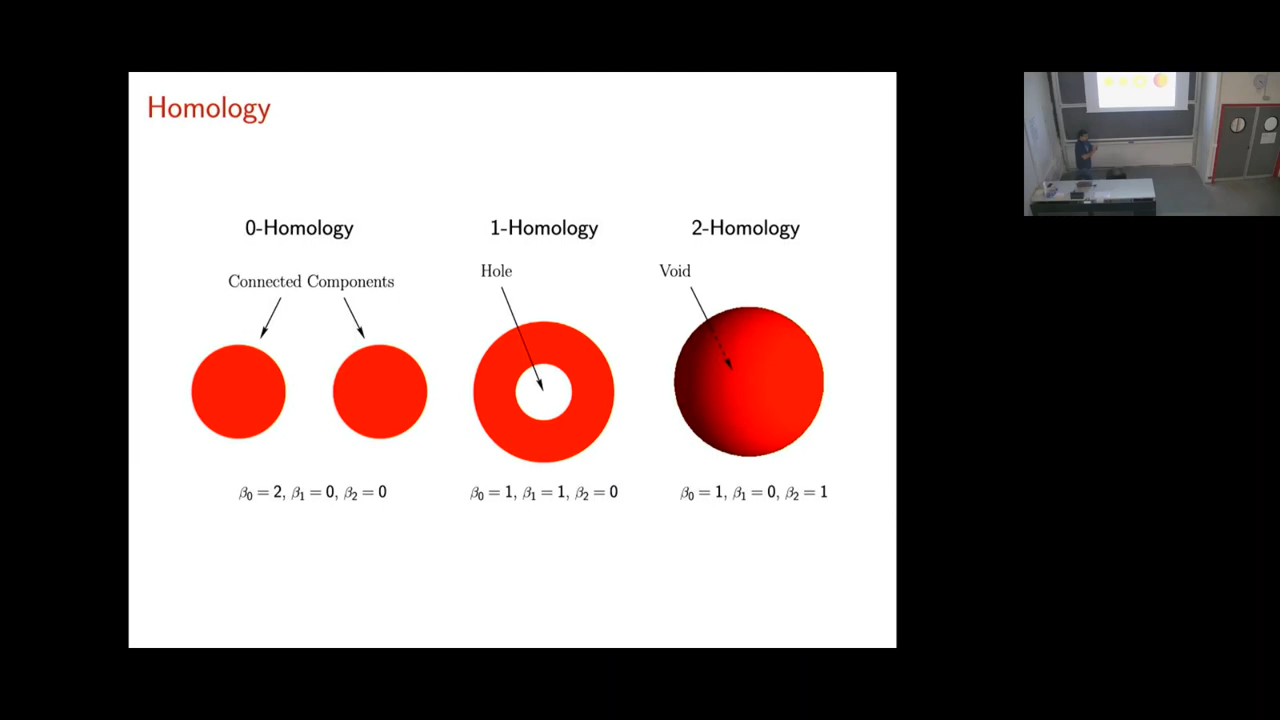 Homology
0-Homology
1-Homology
2-Homology
Connected Components
Hole
Void
β₀ = 2, β₁ = 0, β₂ = 0
β₀ = 1, β₁ = 1, β₂ = 0
β₀ = 1, β₁ = 0, β₂ = 1